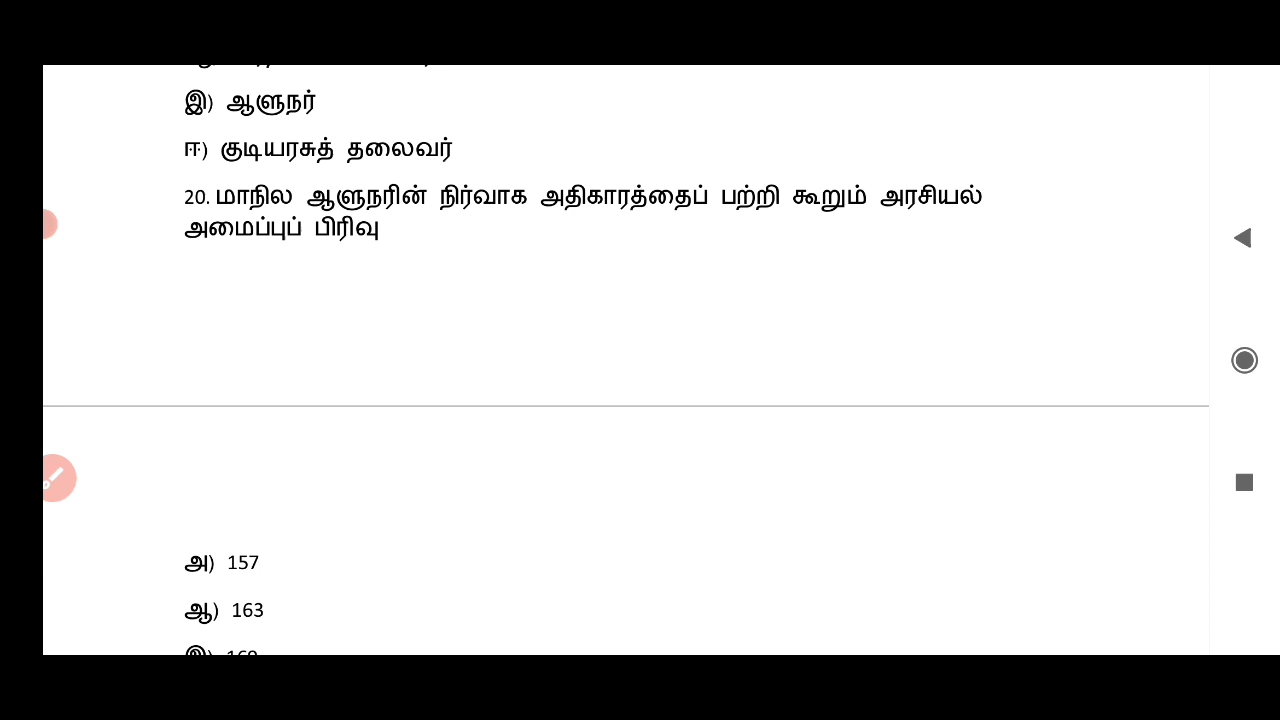 இ) ஆளுநர்
ஈ) குடியரசுத் தலைவர்
20. மாநில ஆளுநரின் நிர்வாக அதிகாரத்தைப் பற்றி கூறும் அரசியல்
அமைப்புப் பிரிவு
அ) 157
ஆ) 163
இ)